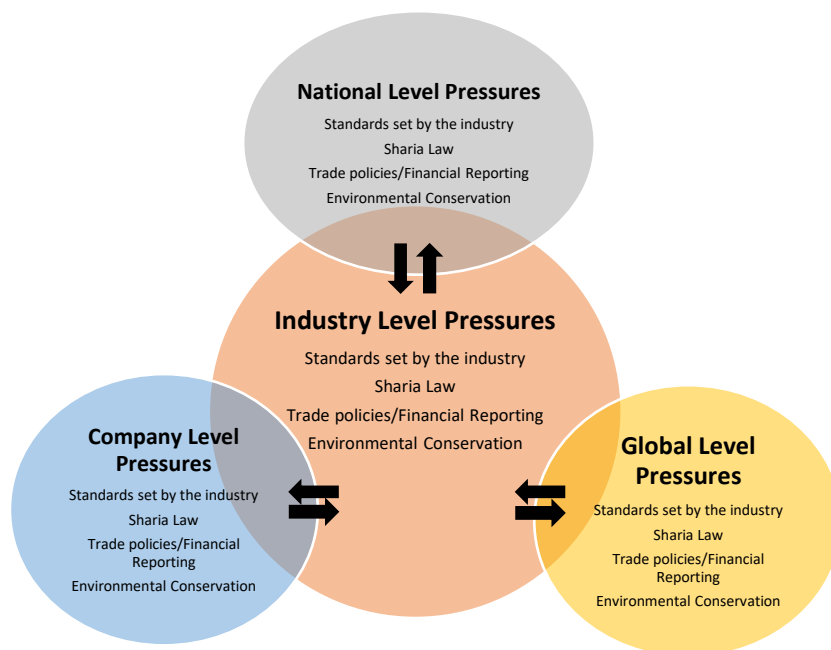 National Level Pressures
Standards set by the industry
Sharia Law
Trade policies/Financial Reporting
Environmental Conservation
Industry Level Pressures
Standards set by the industry
Sharia Law
Trade policies/Financial Reporting
Environmental Conservation
Company Level
Pressures
Standards set by the industry
Sharia Law
Trade policies/Financial
Reporting
Environmental Conservation
Global Level
Pressures
Standards set by the industry
Sharia Law
Trade policies/Financial
Reporting
Environmental Conservation